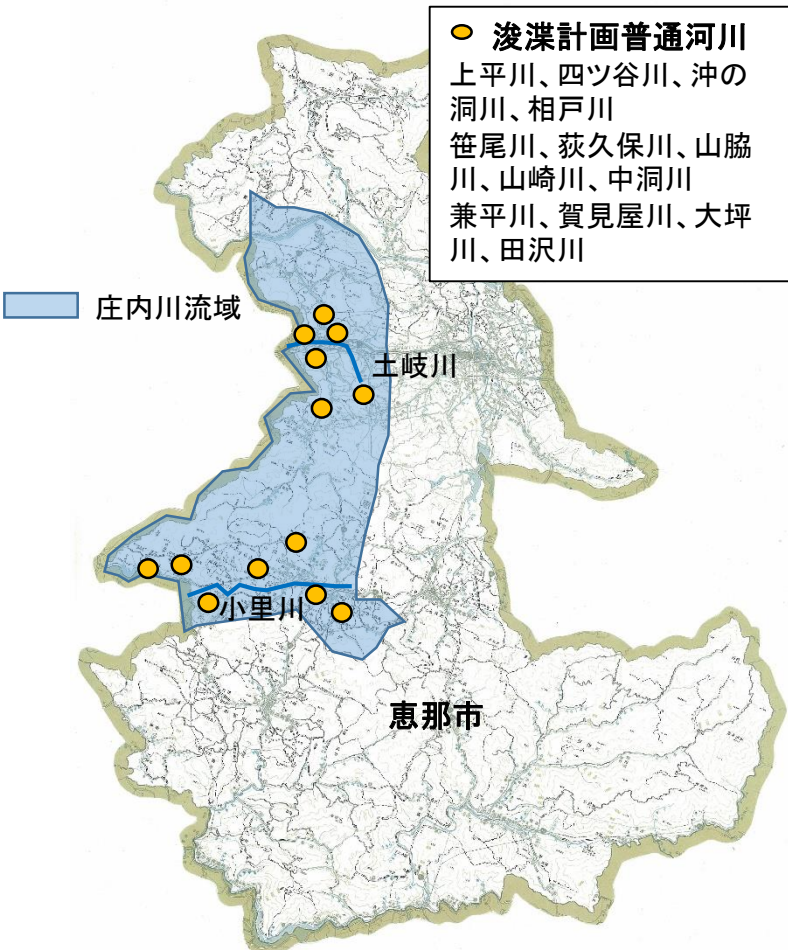 浚渫計画普通河川
上平川、四ツ谷川、沖の
洞川、相戸川
笹尾川、荻久保川、山脇
川、山崎川、中洞川
兼平川、賀見屋川、大坪
川、田沢川
庄内川流域
土岐川
小里川
恵那市